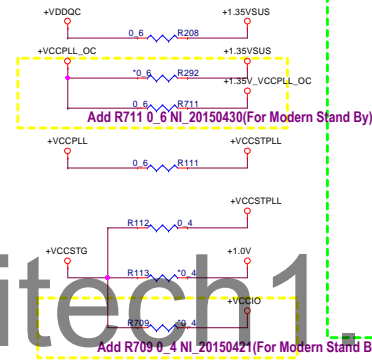 +VDDQC +1.35VSUS
0_6 R208
+VCCPLL_OC +1.35VSUS
*0_6 R292
+1.35V_VCCPLL_OC
0_6 R711
Add R711 0_6 NI_20150430(For Modern Stand By)
+VCCPLL +VCCSTPLL
0_6 R111
+VCCSTPLL
R112 0_4
+VCCSTG +1.0V
R113 *0_4
+VCCIO
R709 *0_4
Add R709 0_4 NI_20150421(For Modern Stand B
itech1.